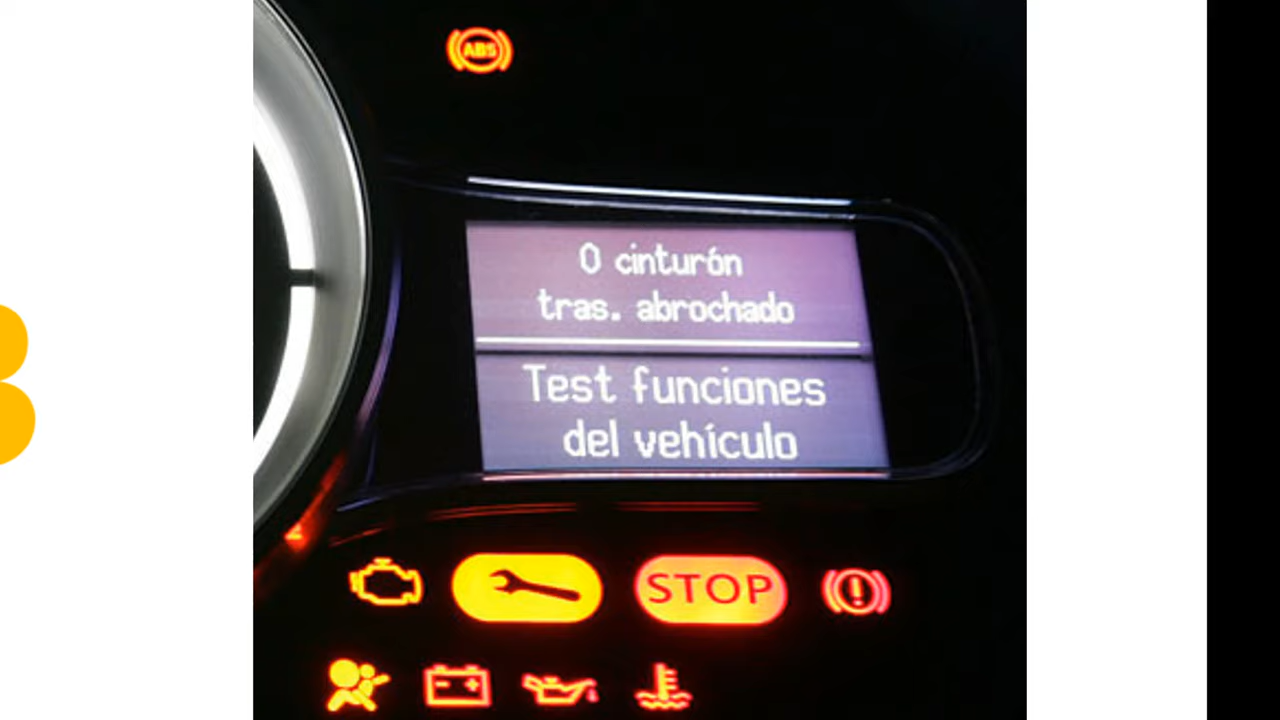 ABS
0 cinturón
tras. abrochado
Test funciones
del vehículo
STOP